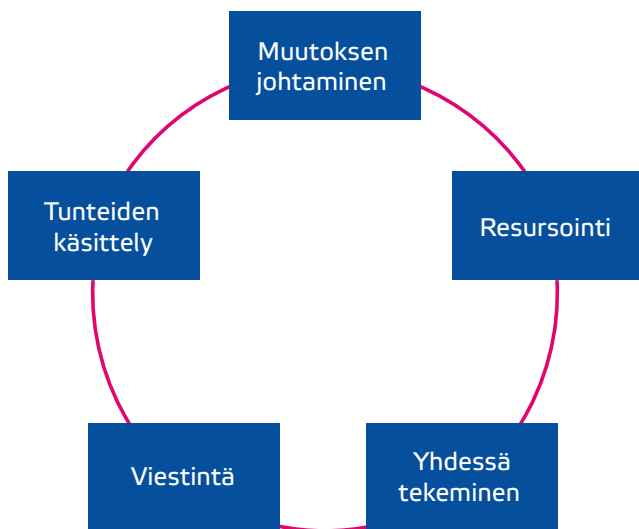 Muutoksen
johtaminen
Resursointi
Yhdessä
tekeminen
Viestintä
Tunteiden
käsittely